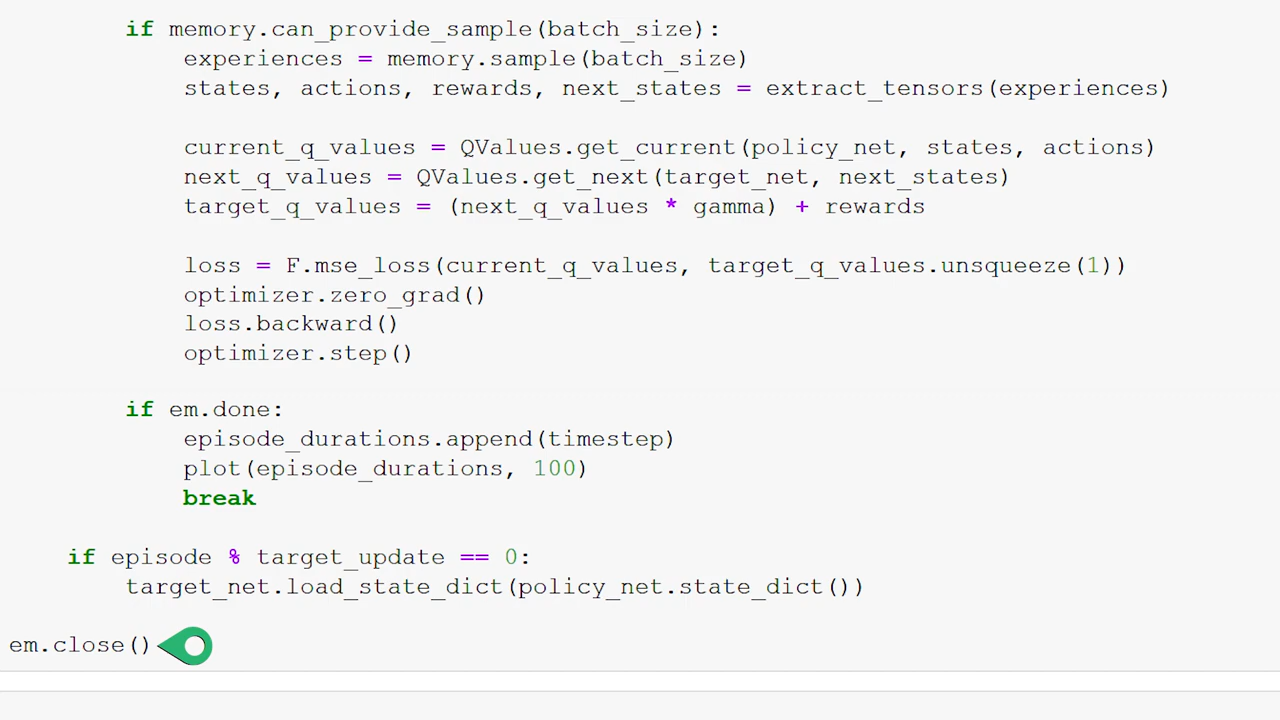 if memory.can_provide_sample(batch_size):
experiences = memory.sample(batch_size)
states, actions, rewards, next_states = extract_tensors(experiences)
current_q_values = QValues.get_current(policy_net, states, actions)
next_q_values = QValues.get_next(target_net, next_states)
target_q_values = (next_q_values * gamma) + rewards
loss = F.mse_loss(current_q_values, target_q_values.unsqueeze(1))
optimizer.zero_grad()
loss.backward()
optimizer.step()
if em.done:
episode_durations.append(timestep)
plot(episode_durations, 100)
break
if episode % target_update == 0:
target_net.load_state_dict(policy_net.state_dict())
em.close()